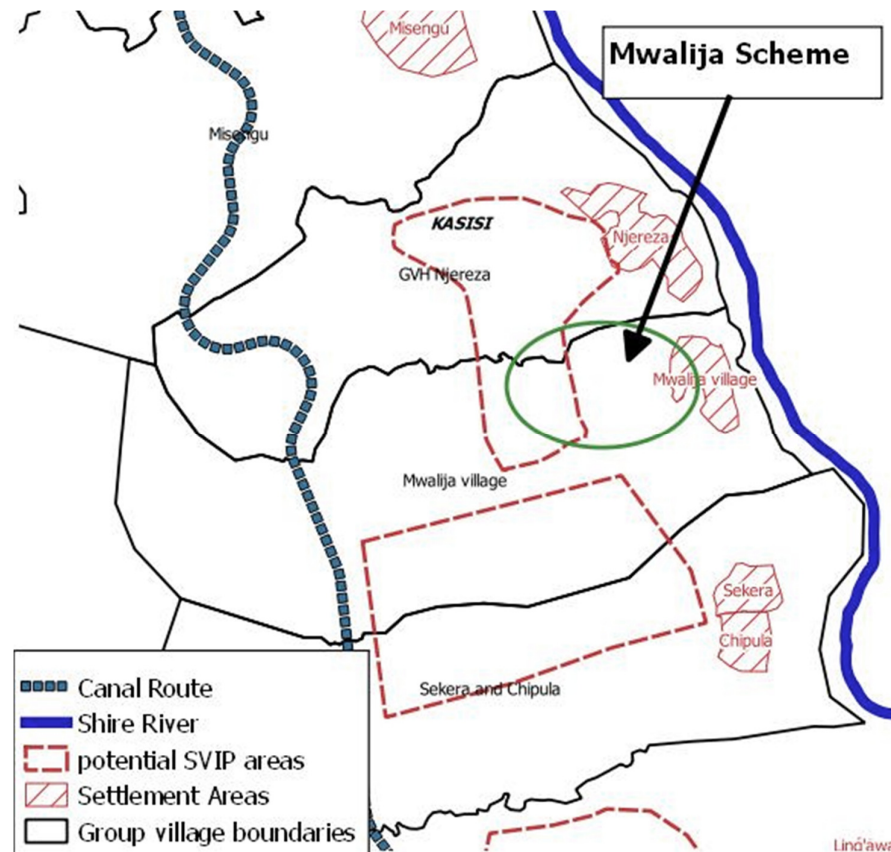 Misengu
Mwalija Scheme
Misengu
KASISI
Njereza
GVH Njereza
Mwalija village
Mwalija village
Sekera
Chipula
Sekera and Chipula
Canal Route
Shire River
potential SVIP areas
Settlement Areas
Group village boundaries